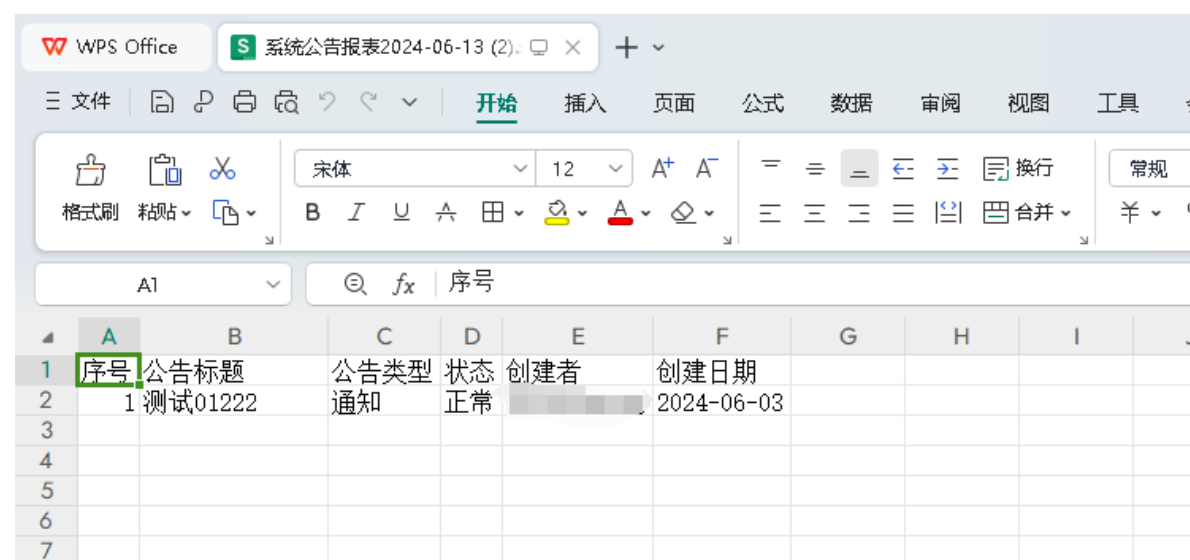 WPS Office 系统公告报表2024-06-13 (2)
文件 开始 插入 页面 公式 数据 审阅 视图 工具
宋体 12 A+ A- 换行 常规
格式刷 粘贴 B I U A A 合并
A1 fx 序号
A B C D E F G H I
1 序号 公告标题 公告类型 状态 创建者 创建日期
2 1 测试01222 通知 正常 2024-06-03
3
4
5
6
7